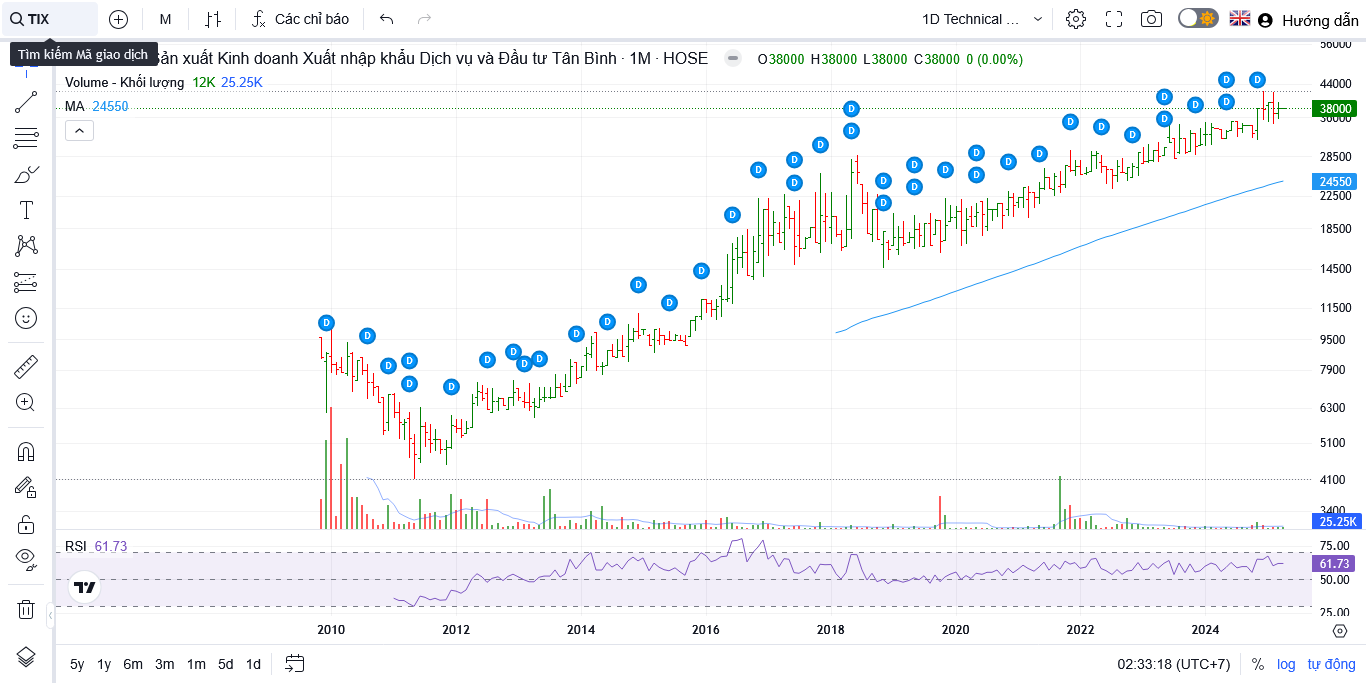 TIX
M
Các chỉ báo
1D Technical ...
Hướng dẫn
Tìm kiếm Mã giao dịch
Sản xuất Kinh doanh Xuất nhập khẩu Dịch vụ và Đầu tư Tân Bình · 1M · HOSE
O38000 H38000 L38000 C38000 0 (0.00%)
Volume - Khối lượng 12K 25.25K
MA 24550
56000
44000
38000
36000
28500
24550
22500
18500
14500
11500
9500
7900
6300
5100
4100
3400
25.25K
D D D D D D D D D D D D D D D D D D D D D D D D D D D D D D D D D D D D D D D D D D D
RSI 61.73
75.00
61.73
50.00
25.00
2010 2012 2014 2016 2018 2020 2022 2024
5y 1y 6m 3m 1m 5d 1d
02:33:18 (UTC+7)
% log tự động